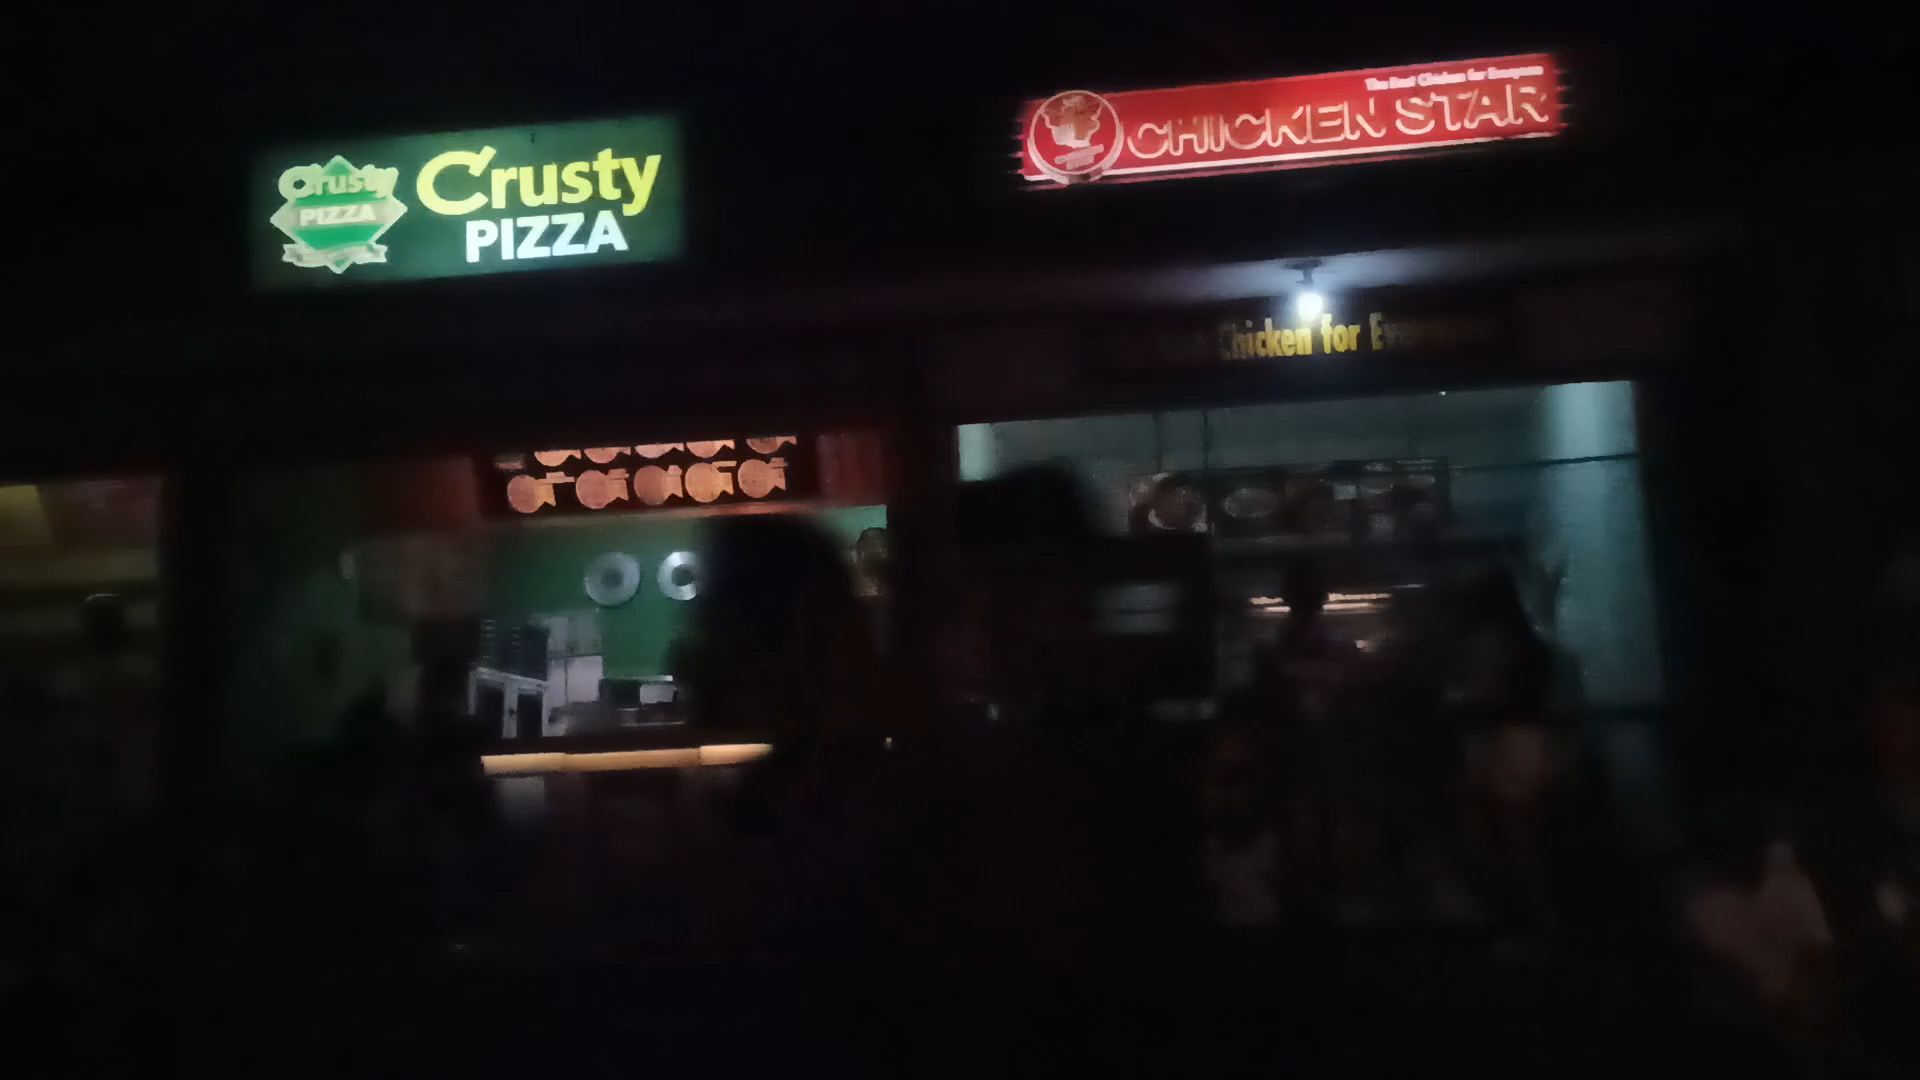 Crusty
PIZZA
Crusty
PIZZA
The Best Chicken for Everyone
CHICKEN STAR
Chicken for